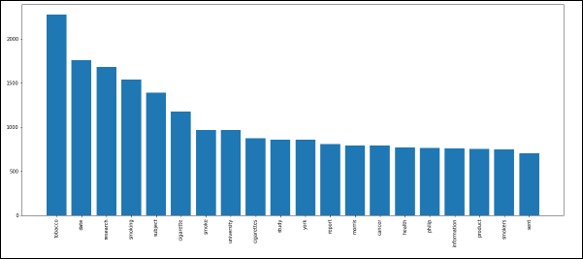 2000
1500
1000
500
0
tobacco
date
research
smoking
subject
cigarette
smoke
university
cigarettes
study
york
report
morris
cancer
health
philip
information
product
smokers
sent